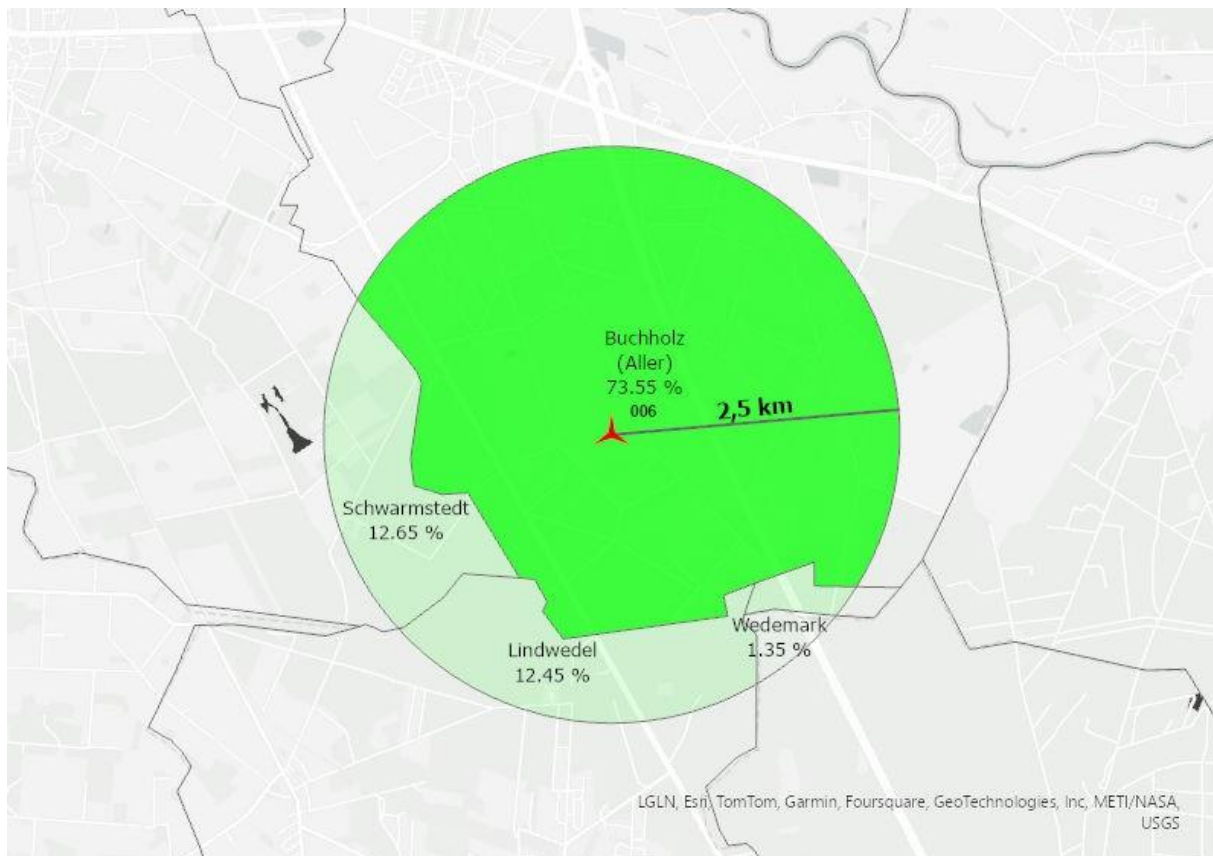 Buchholz
(Aller)
73.55 %
006
2,5 km
Schwarmstedt
12.65 %
Wedemark
1.35 %
Lindwedel
12.45 %
LGLN, Esri, TomTom, Garmin, Foursquare, GeoTechnologies, Inc, METI/NASA,
USGS